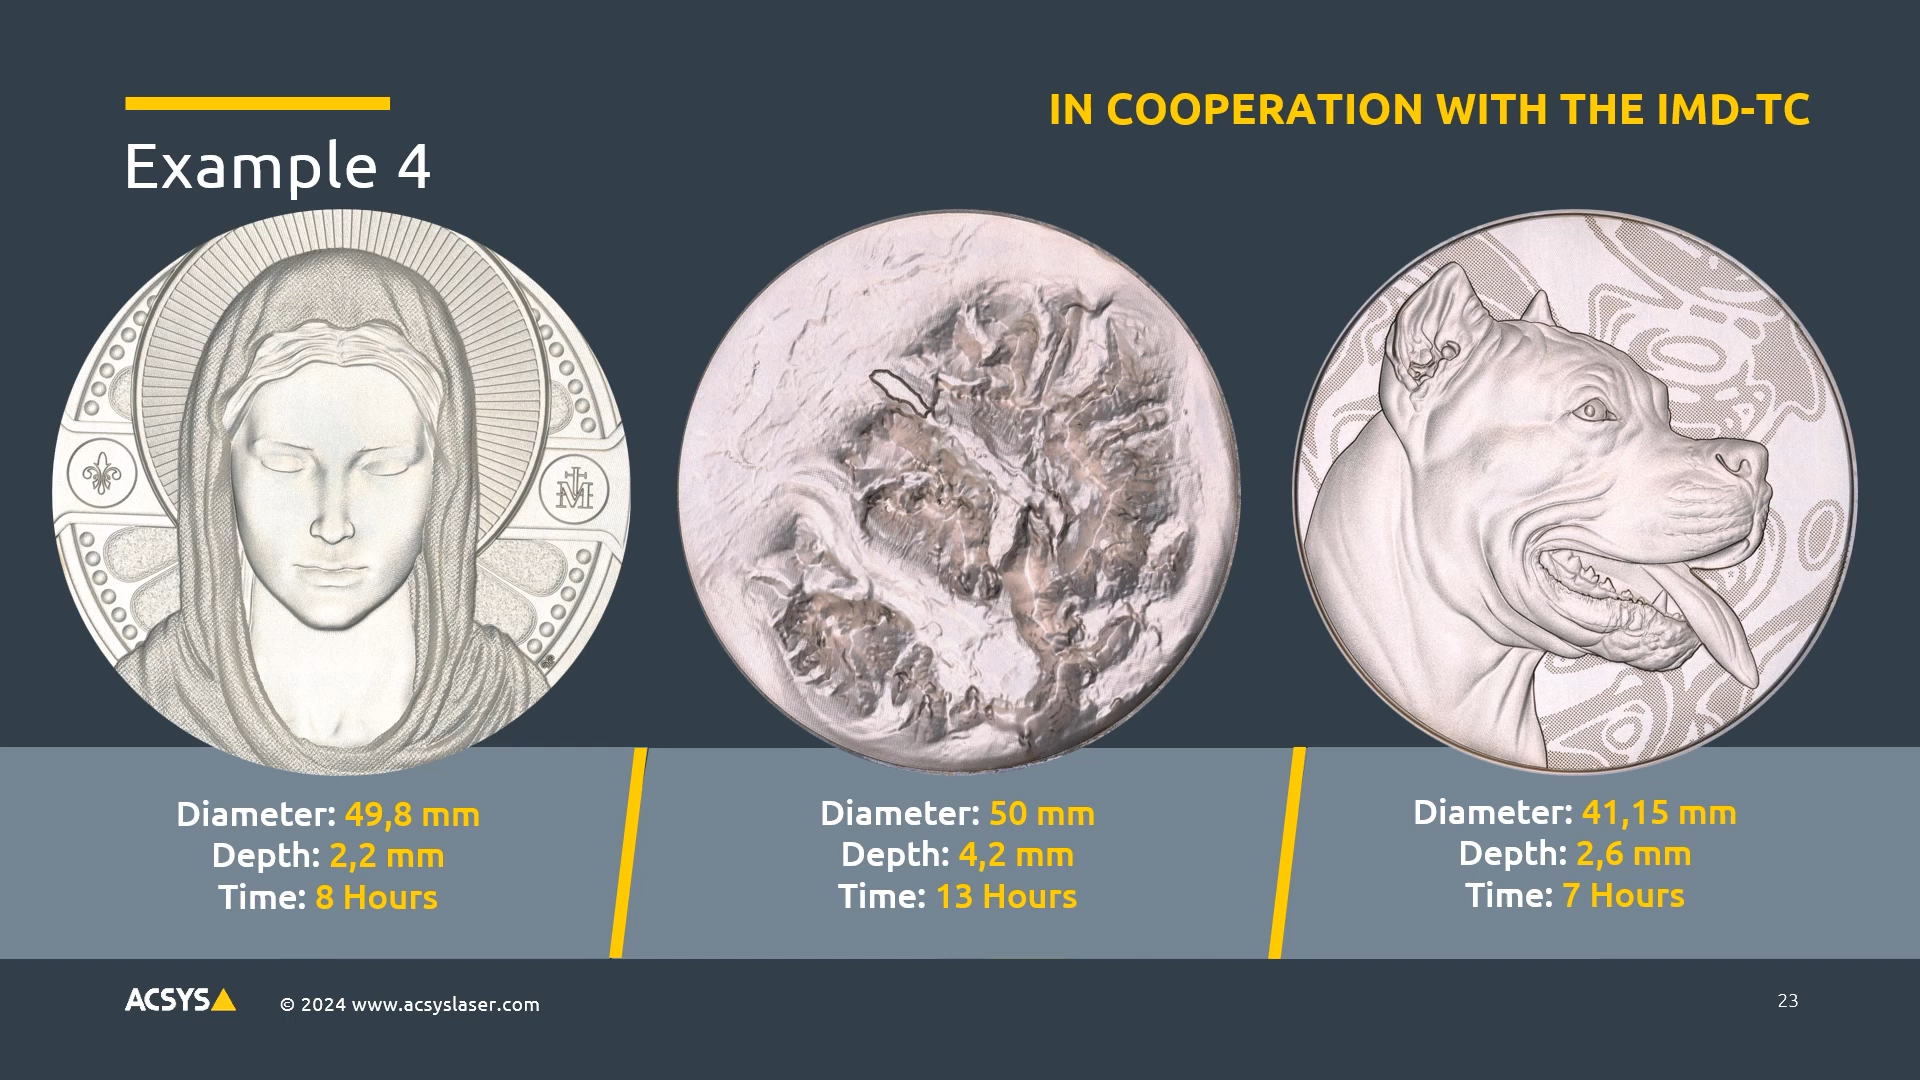 IN COOPERATION WITH THE IMD-TC
Example 4
Diameter: 49,8 mm
Depth: 2,2 mm
Time: 8 Hours
Diameter: 50 mm
Depth: 4,2 mm
Time: 13 Hours
Diameter: 41,15 mm
Depth: 2,6 mm
Time: 7 Hours
ACSYS
© 2024 www.acsyslaser.com
23